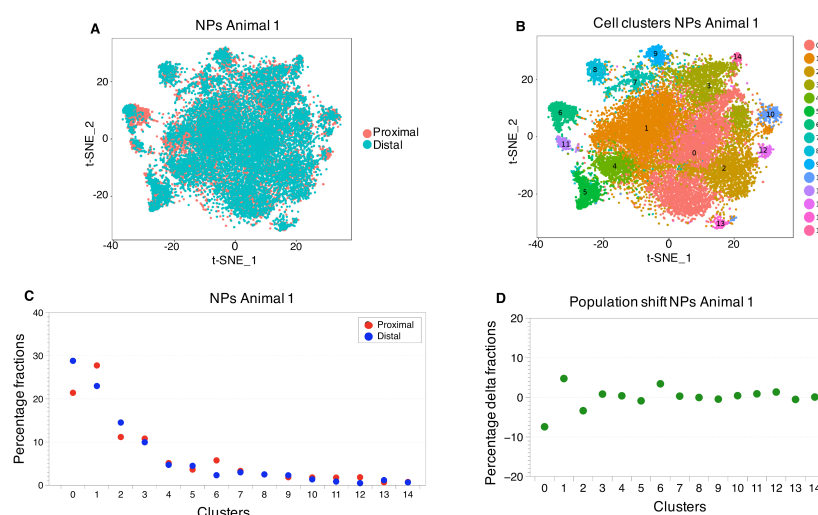 A
NPs Animal 1
t-SNE_2
20
0
-20
-40
-20
0
20
t-SNE_1
Proximal
Distal
B
Cell clusters NPs Animal 1
t-SNE_2
20
0
-20
-40
-20
0
20
t-SNE_1
9
14
8
7
3
6
10
1
11
0
12
4
2
5
13
C
NPs Animal 1
Percentage fractions
40
30
20
10
0
0 1 2 3 4 5 6 7 8 9 10 11 12 13 14
Clusters
Proximal
Distal
D
Population shift NPs Animal 1
Percentage delta fractions
20
10
0
−10
−20
0 1 2 3 4 5 6 7 8 9 10 11 12 13 14
Clusters